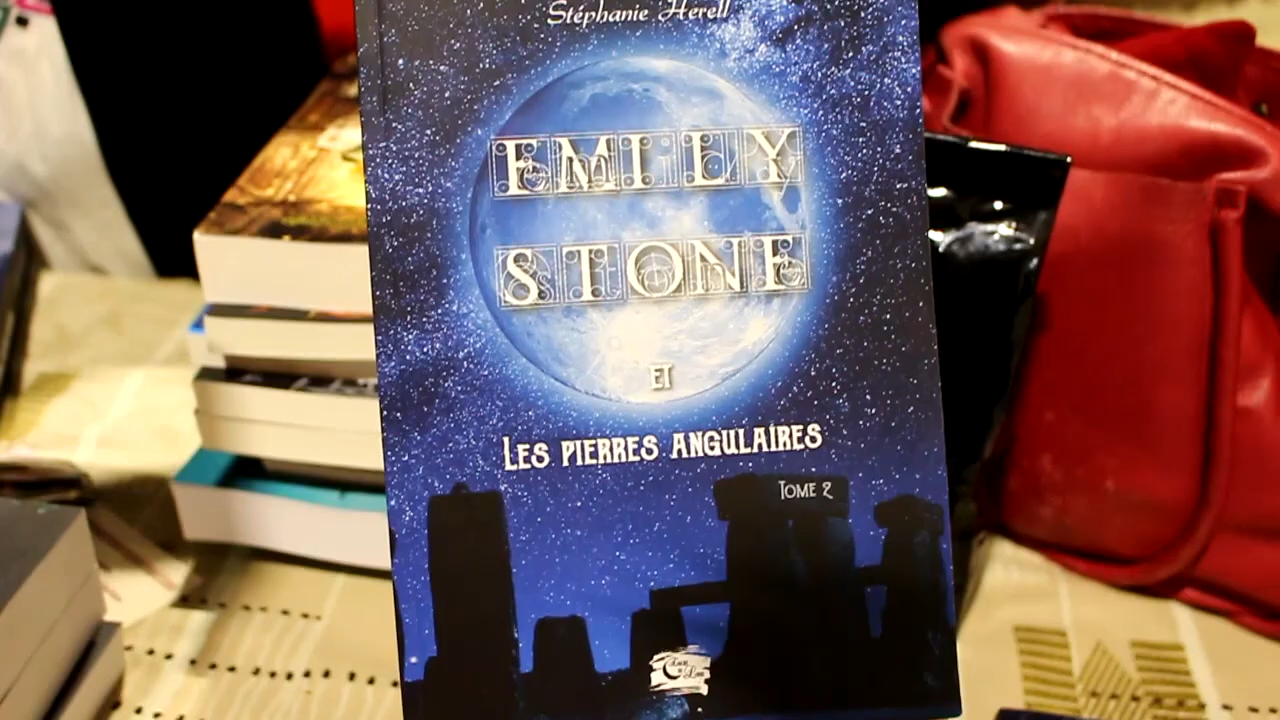 Stéphanie Herell
EMILY
STONE
ET
LES PIERRES ANGULAIRES
TOME 2